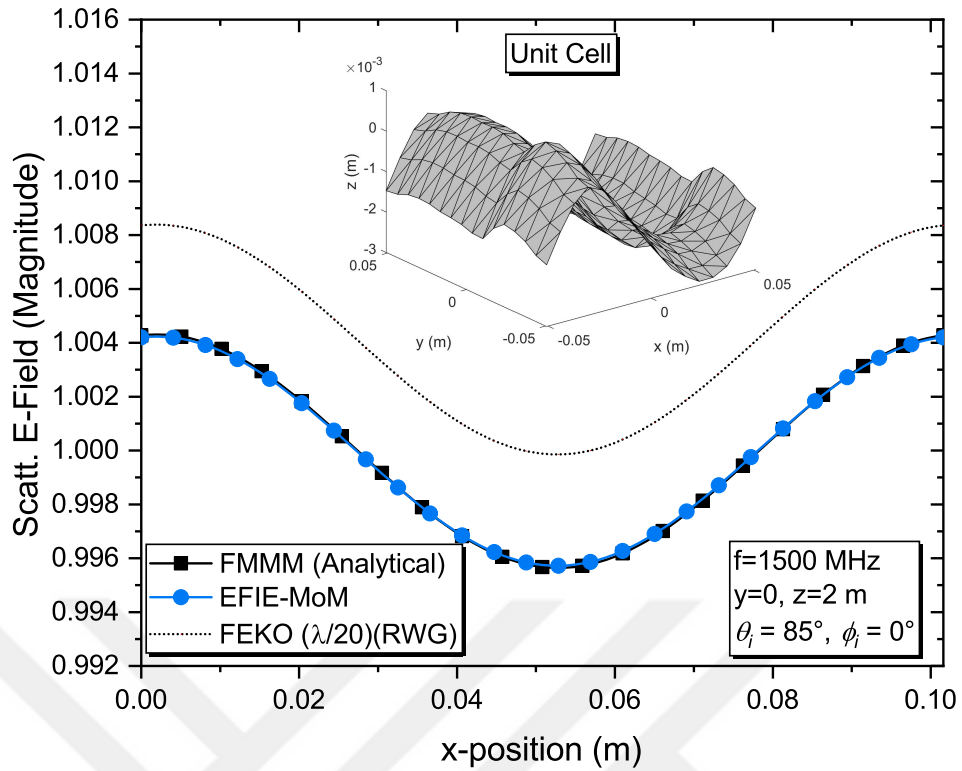 Scatt. E-Field (Magnitude)
1.016
1.014
1.012
1.010
1.008
1.006
1.004
1.002
1.000
0.998
0.996
0.994
0.992
Unit Cell
×10⁻³
1
0
-1
-2
-3
z (m)
0.05
0
-0.05
y (m)
-0.05
0
0.05
x (m)
FMMM (Analytical)
EFIE-MoM
FEKO (λ/20)(RWG)
f=1500 MHz
y=0, z=2 m
θᵢ = 85°, ϕᵢ = 0°
0.00 0.02 0.04 0.06 0.08 0.10
x-position (m)